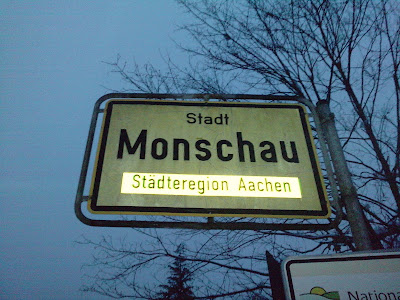 Stadt
Monschau
Städteregion Aachen